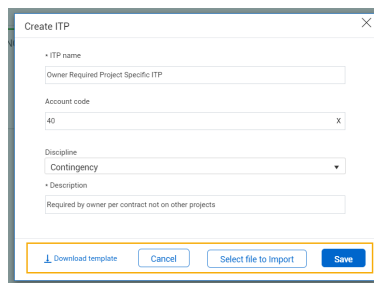 Create ITP
• ITP name
Owner Required Project Specific ITP
Account code
40 X
Discipline
Contingency
• Description
Required by owner per contract not on other projects
Download template Cancel Select file to Import Save